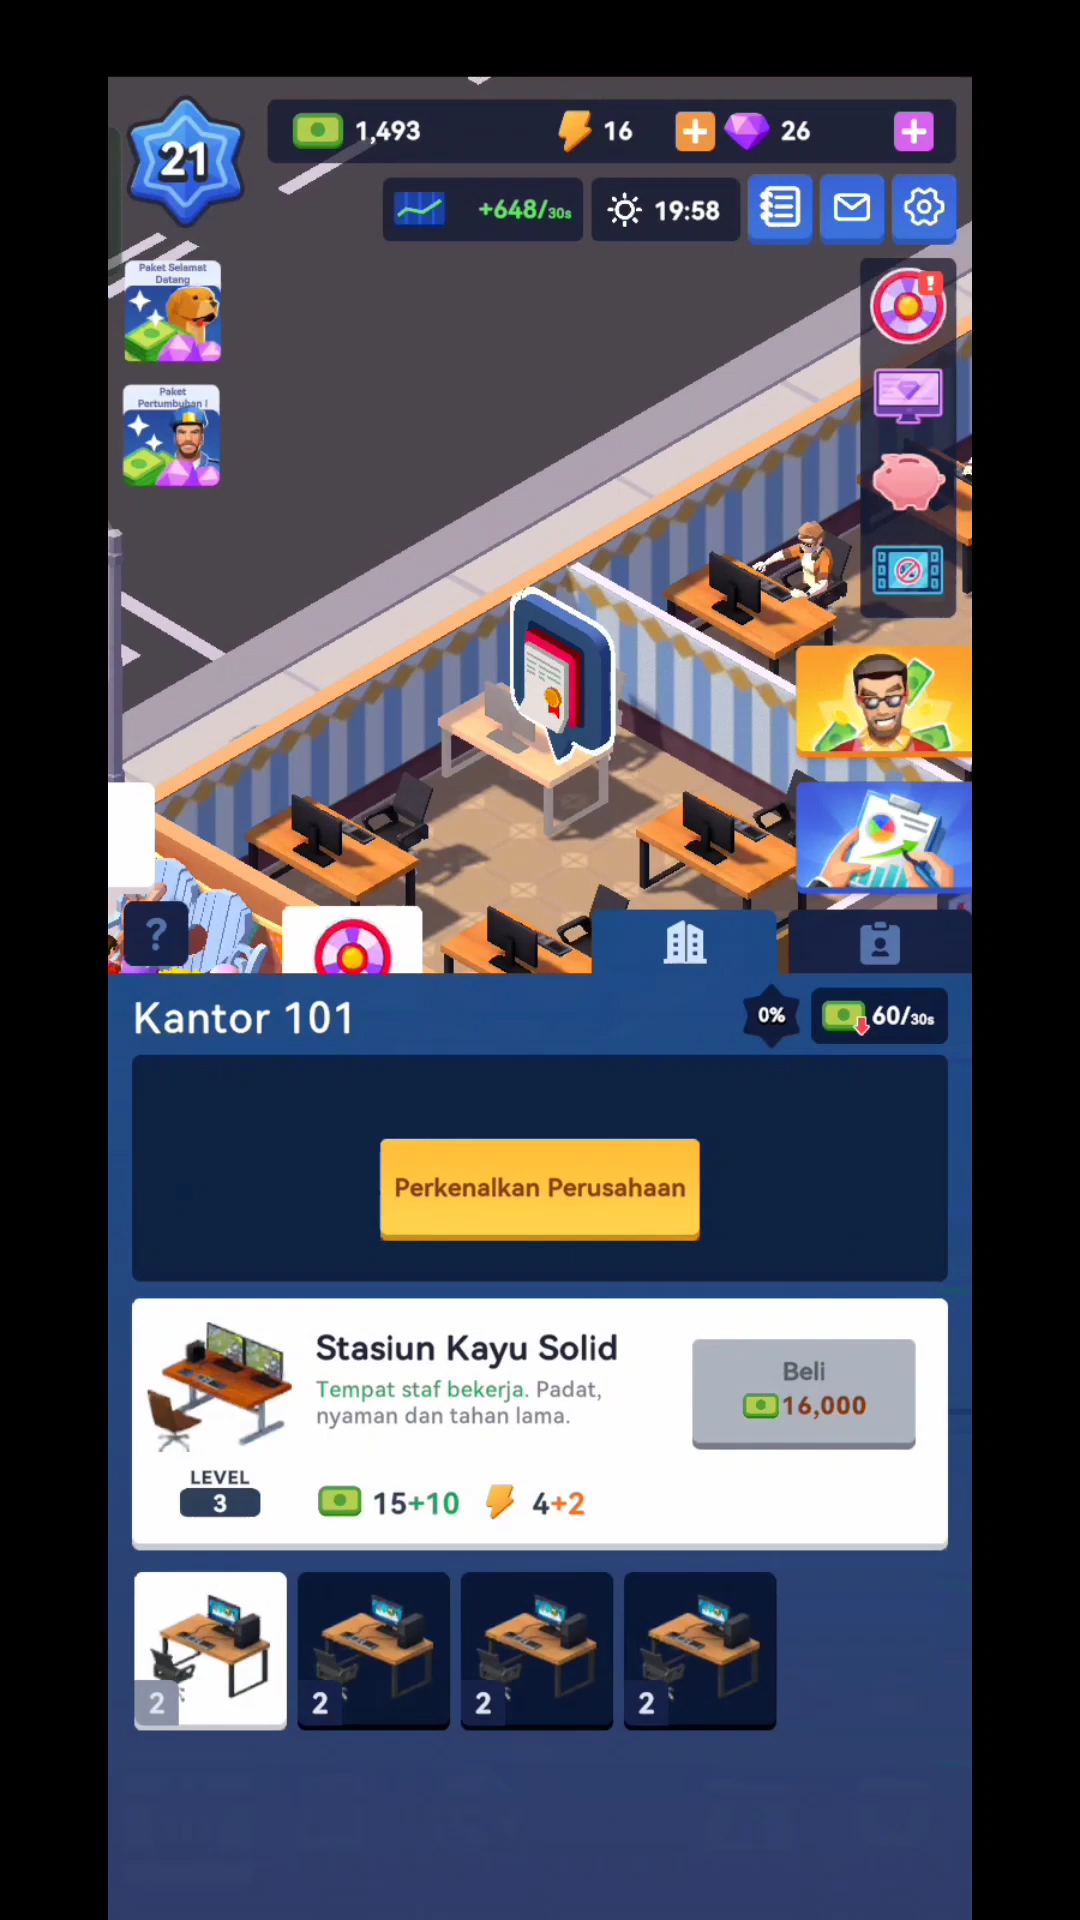 21
1,493
16
26
+648/30s
19:58
Paket Selamat
Datang
Paket
Pertumbuhan I
?
Kantor 101
0%
60/30s
Perkenalkan Perusahaan
Stasiun Kayu Solid
Tempat staf bekerja. Padat,
nyaman dan tahan lama.
Beli
16,000
LEVEL
3
15+10
4+2
2
2
2
2